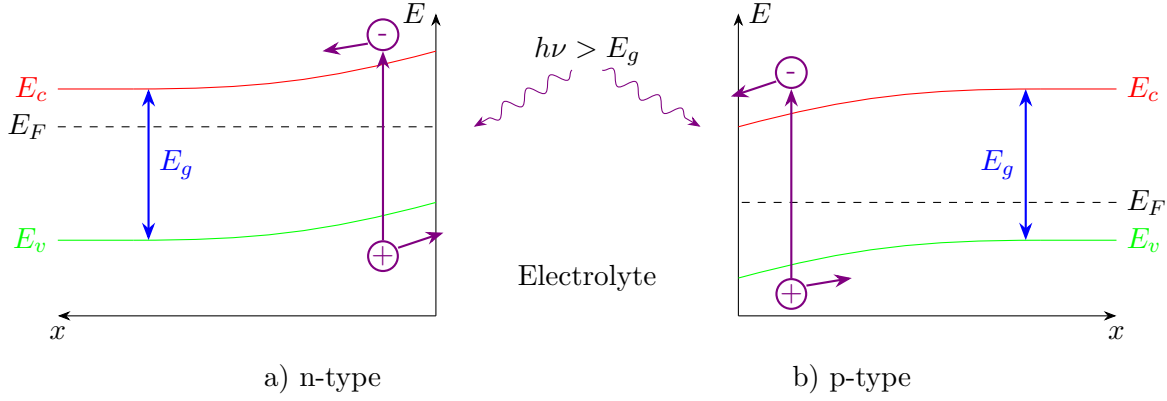 E
hν > E_g
E
-
-
E_c
E_c
E_F
E_g
E_g
E_F
E_v
E_v
+
+
Electrolyte
x
x
a) n-type
b) p-type